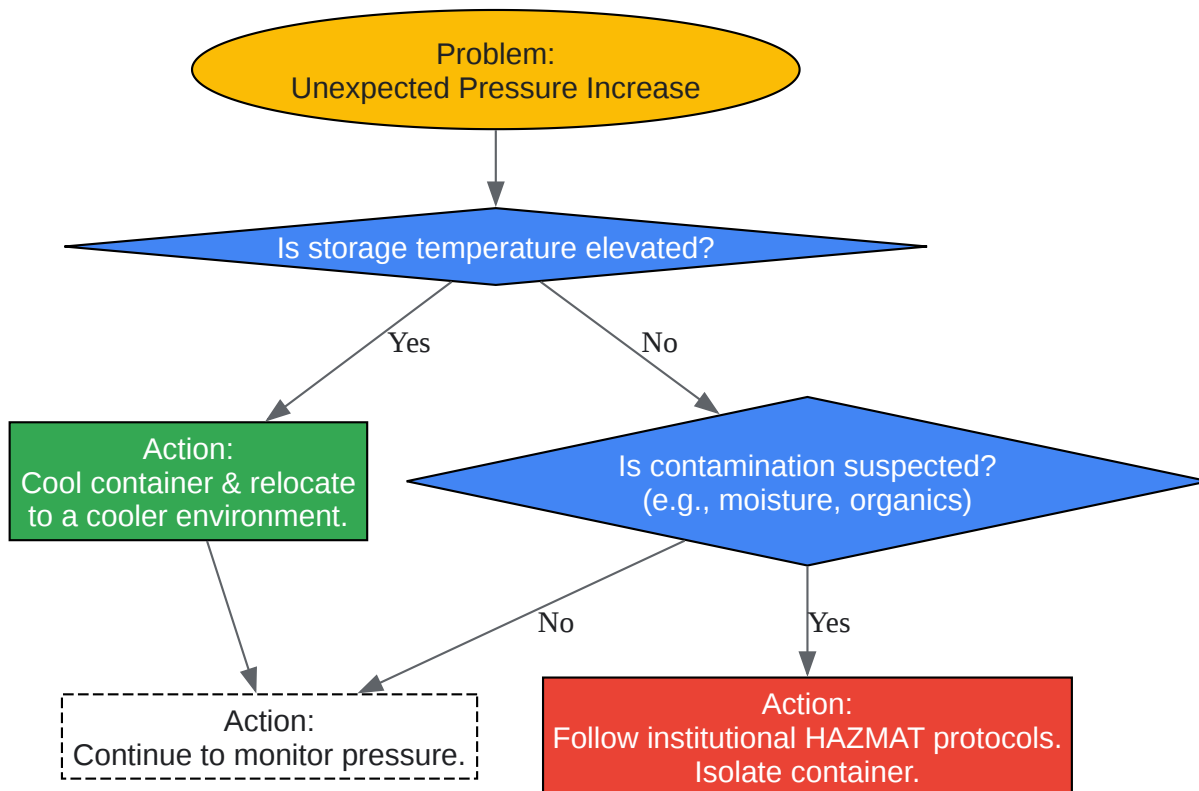 Problem:
Unexpected Pressure Increase
Is storage temperature elevated?
Yes
No
Action:
Cool container & relocate
to a cooler environment.
Is contamination suspected?
(e.g., moisture, organics)
No
Yes
Action:
Continue to monitor pressure.
Action:
Follow institutional HAZMAT protocols.
Isolate container.